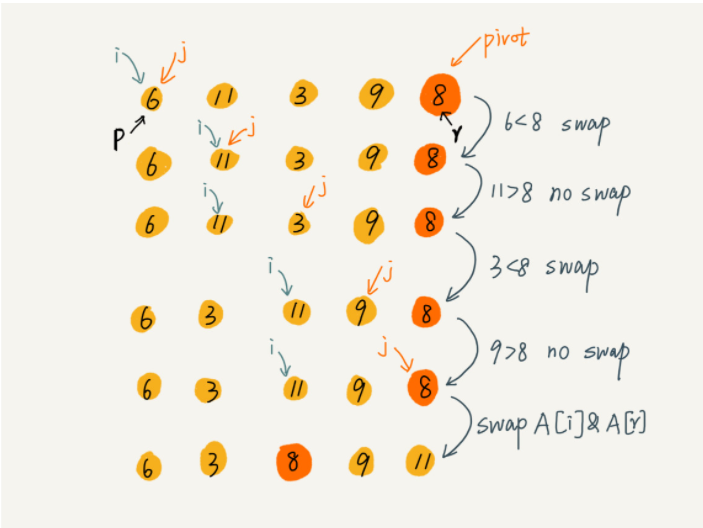 i j pivot
6 11 3 9 8
p i j r 6<8 swap
6 11 3 9 8
i j 11>8 no swap
6 11 3 9 8
i j 3<8 swap
6 3 11 9 8
i j 9>8 no swap
6 3 11 9 8
swap A[i]&A[r]
6 3 8 9 11